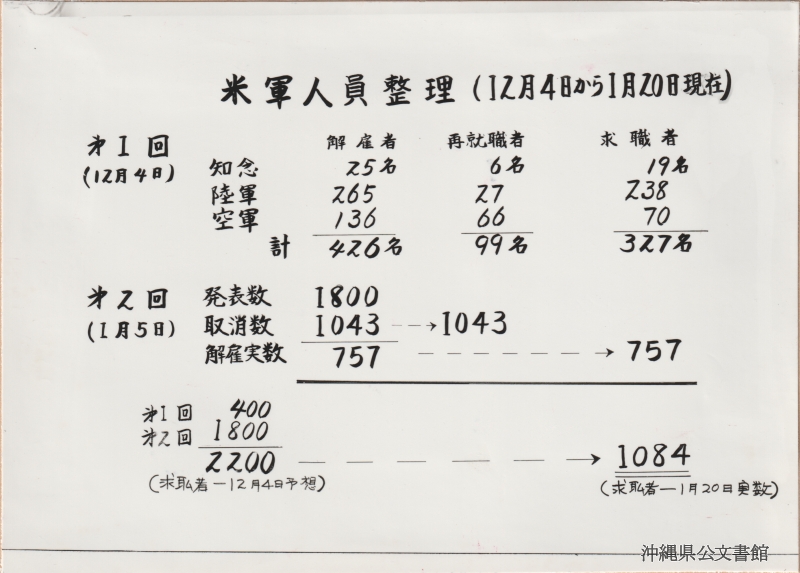 米軍人員整理(12月4日から1月20日現在)
解雇者 再就職者 求職者
才1回
(12月4日)
知念 25名 6名 19名
陸軍 265 27 238
空軍 136 66 70
計 426名 99名 327名
才2回
(1月5日)
発表数 1800
取消数 1043 --→1043
解雇実数 757 ---→ 757
才1回 400
才2回 1800
2200 ---→ 1084
(求耺者-12月4日予想) (求耺者-1月20日実数)
沖縄県公文書館